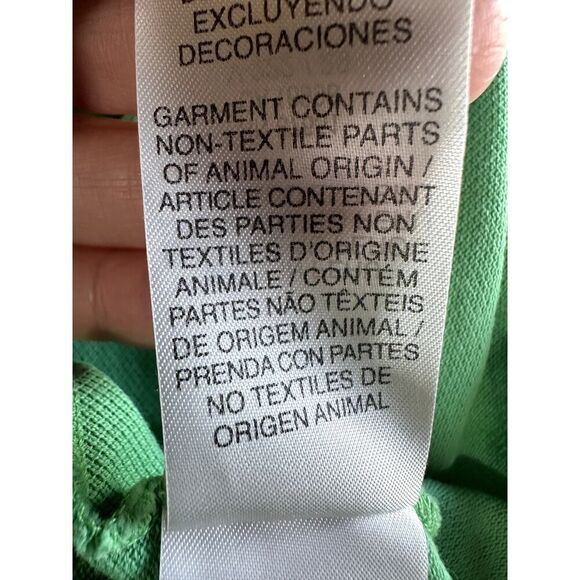 EXCLUYENDO
DECORACIONES
GARMENT CONTAINS
NON-TEXTILE PARTS
OF ANIMAL ORIGIN /
ARTICLE CONTENANT
DES PARTIES NON
TEXTILES D'ORIGINE
ANIMALE / CONTÉM
PARTES NÃO TÊXTEIS
DE ORIGEM ANIMAL /
PRENDA CON PARTES
NO TEXTILES DE
ORIGEN ANIMAL